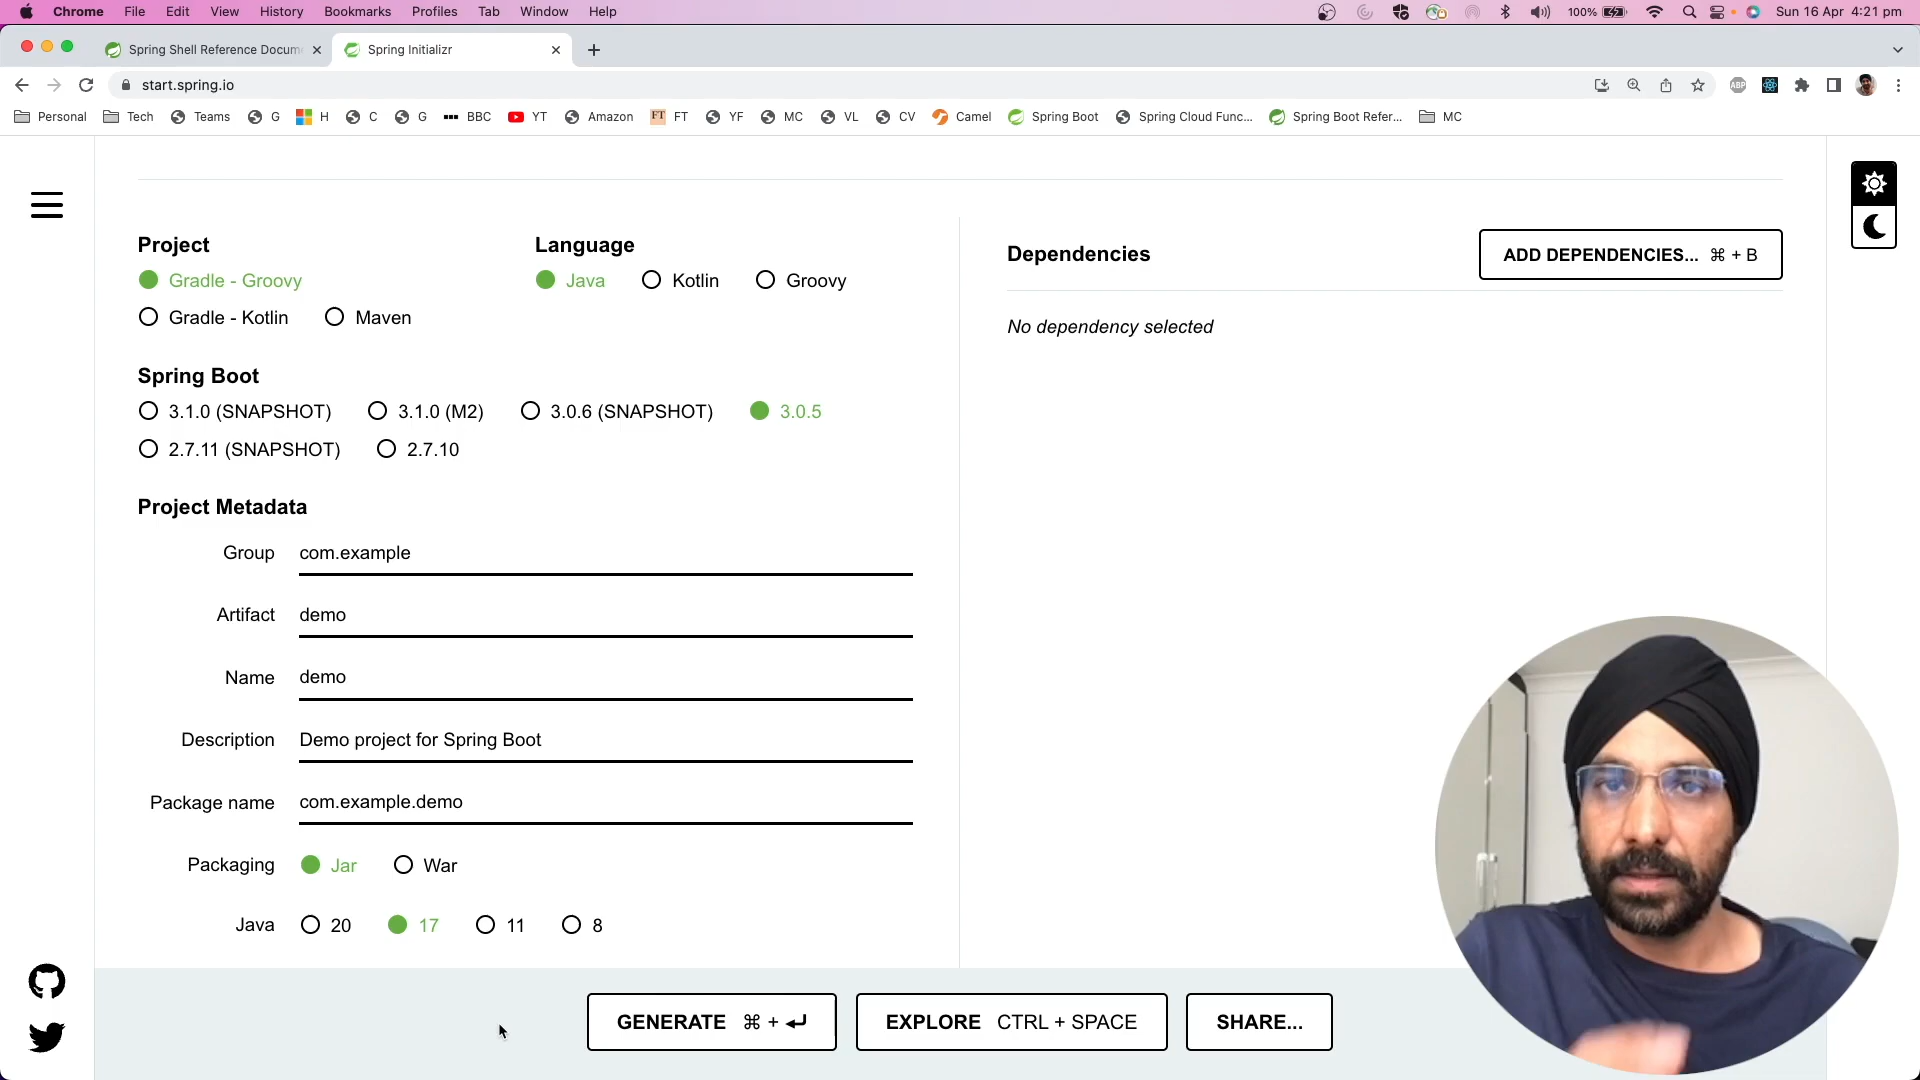 Chrome File Edit View History Bookmarks Profiles Tab Window Help 100% Sun 16 Apr 4:21 pm
Spring Shell Reference Docum Spring Initializr
start.spring.io ABP
Personal Tech Teams G H C G BBC YT Amazon FT FT YF MC VL CV Camel Spring Boot Spring Cloud Func... Spring Boot Refer... MC
Project
Gradle - Groovy
Gradle - Kotlin Maven
Language
Java Kotlin Groovy
Spring Boot
3.1.0 (SNAPSHOT) 3.1.0 (M2) 3.0.6 (SNAPSHOT) 3.0.5
2.7.11 (SNAPSHOT) 2.7.10
Project Metadata
Group com.example
Artifact demo
Name demo
Description Demo project for Spring Boot
Package name com.example.demo
Packaging Jar War
Java 20 17 11 8
Dependencies ADD DEPENDENCIES... ⌘ + B
No dependency selected
GENERATE ⌘ + ↵ EXPLORE CTRL + SPACE SHARE...